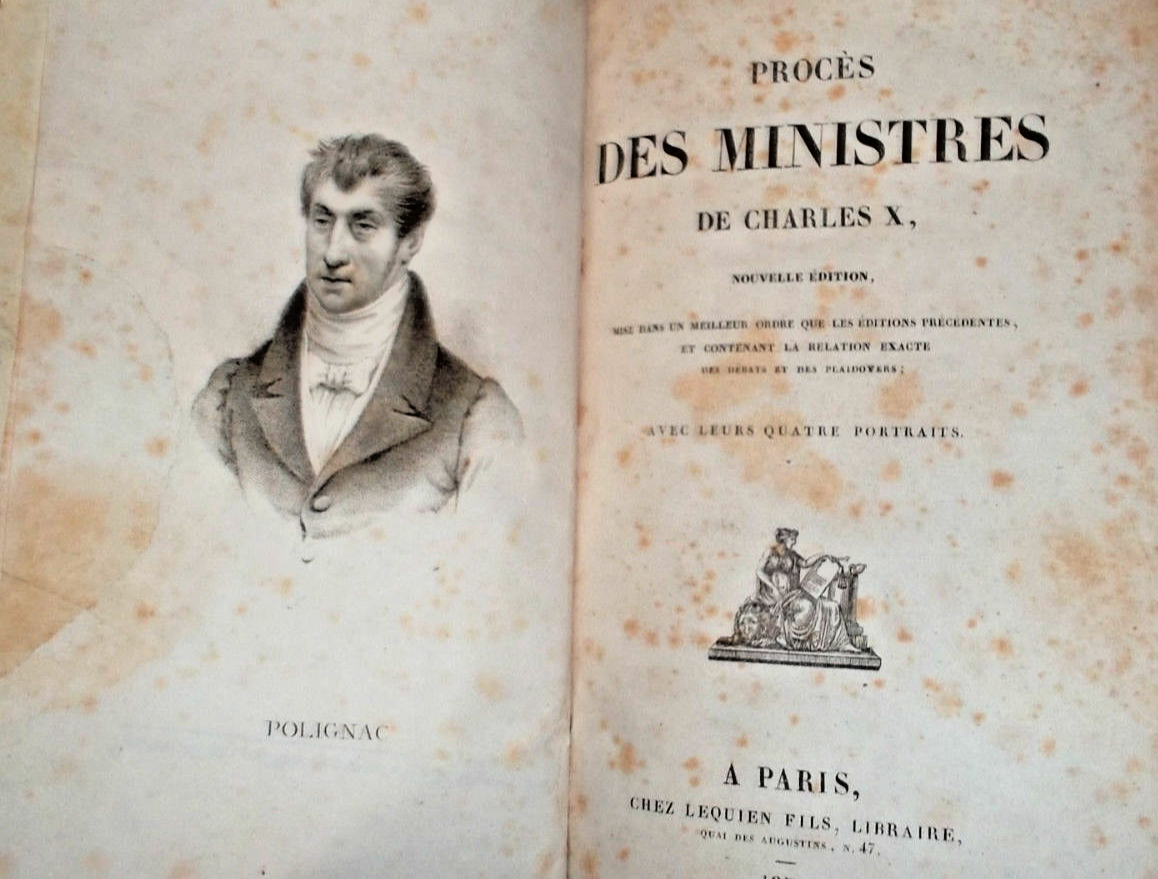 POLIGNAC
PROCÈS
DES MINISTRES
DE CHARLES X,
NOUVELLE ÉDITION,
MISE DANS UN MEILLEUR ORDRE QUE LES ÉDITIONS PRÉCÉDENTES,
ET CONTENANT LA RELATION EXACTE
DES DÉBATS ET DES PLAIDOYERS;
AVEC LEURS QUATRE PORTRAITS.
A PARIS,
CHEZ LEQUIEN FILS, LIBRAIRE,
QUAI DES AUGUSTINS, N. 47.